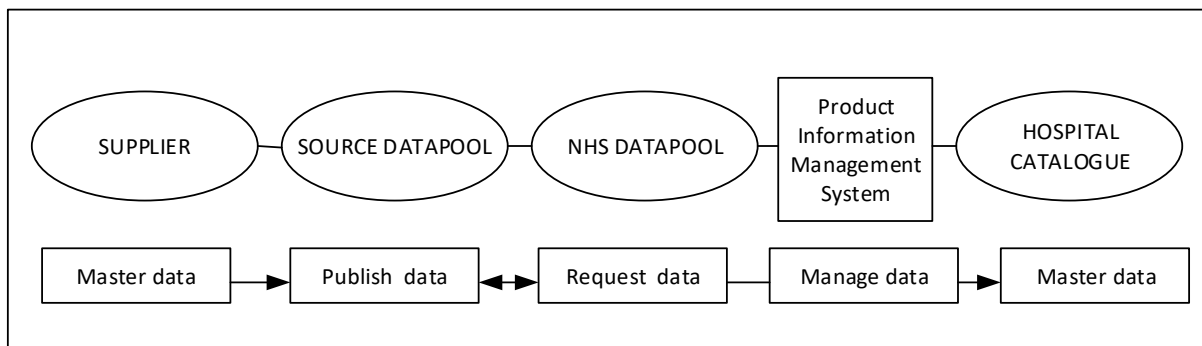 SUPPLIER
SOURCE DATAPOOL
NHS DATAPOOL
Product
Information
Management
System
HOSPITAL
CATALOGUE
Master data
Publish data
Request data
Manage data
Master data